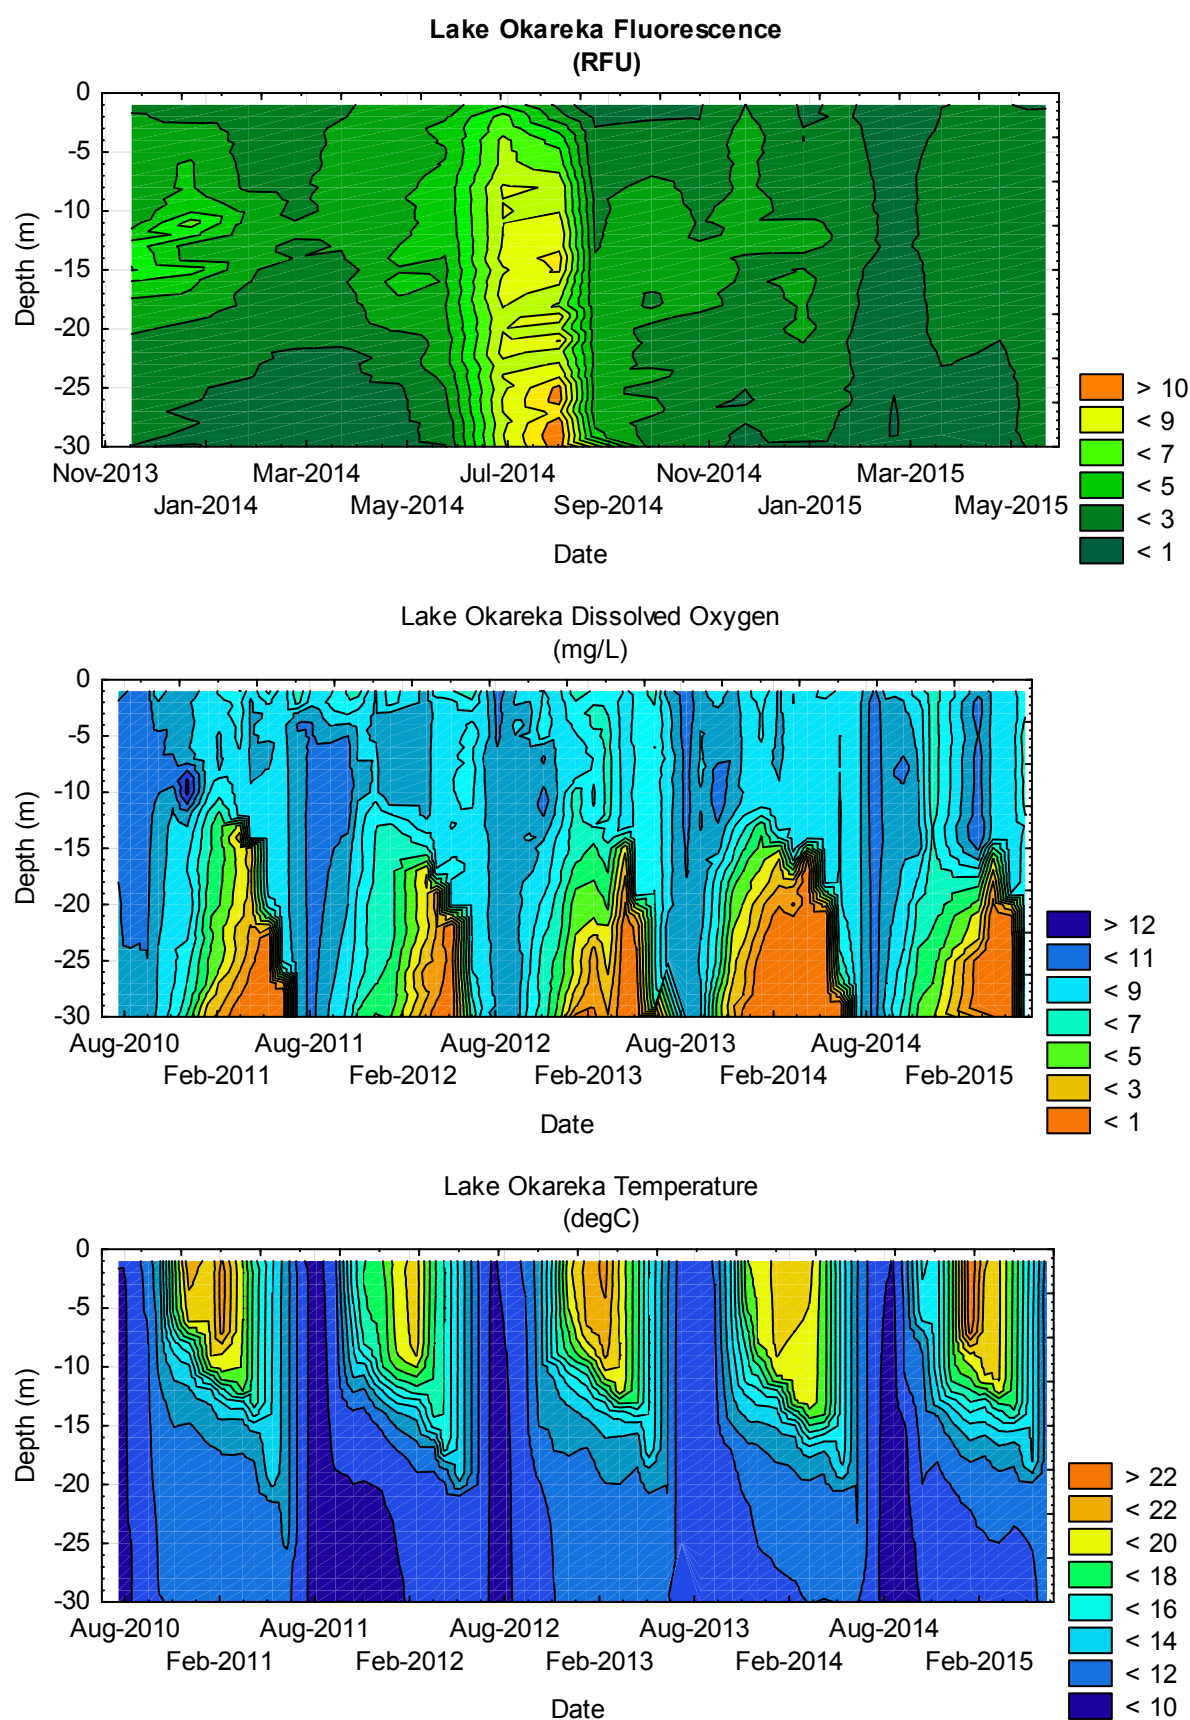 Lake Okareka Fluorescence
(RFU)
0
-5
-10
-15
-20
-25
-30
Depth (m)
Nov-2013
Jan-2014
Mar-2014
May-2014
Jul-2014
Sep-2014
Nov-2014
Jan-2015
Mar-2015
May-2015
Date
> 10
< 9
< 7
< 5
< 3
< 1
Lake Okareka Dissolved Oxygen
(mg/L)
0
-5
-10
-15
-20
-25
-30
Depth (m)
Aug-2010
Feb-2011
Aug-2011
Feb-2012
Aug-2012
Feb-2013
Aug-2013
Feb-2014
Aug-2014
Feb-2015
Date
> 12
< 11
< 9
< 7
< 5
< 3
< 1
Lake Okareka Temperature
(degC)
0
-5
-10
-15
-20
-25
-30
Depth (m)
Aug-2010
Feb-2011
Aug-2011
Feb-2012
Aug-2012
Feb-2013
Aug-2013
Feb-2014
Aug-2014
Feb-2015
Date
> 22
< 22
< 20
< 18
< 16
< 14
< 12
< 10